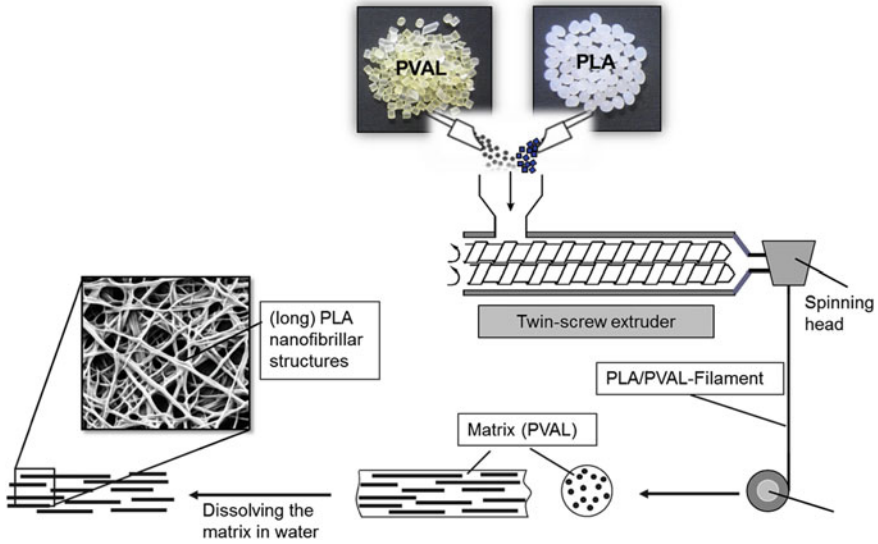 PVAL
PLA
Twin-screw extruder
Spinning
head
(long) PLA
nanofibrillar
structures
PLA/PVAL-Filament
Matrix (PVAL)
Dissolving the
matrix in water